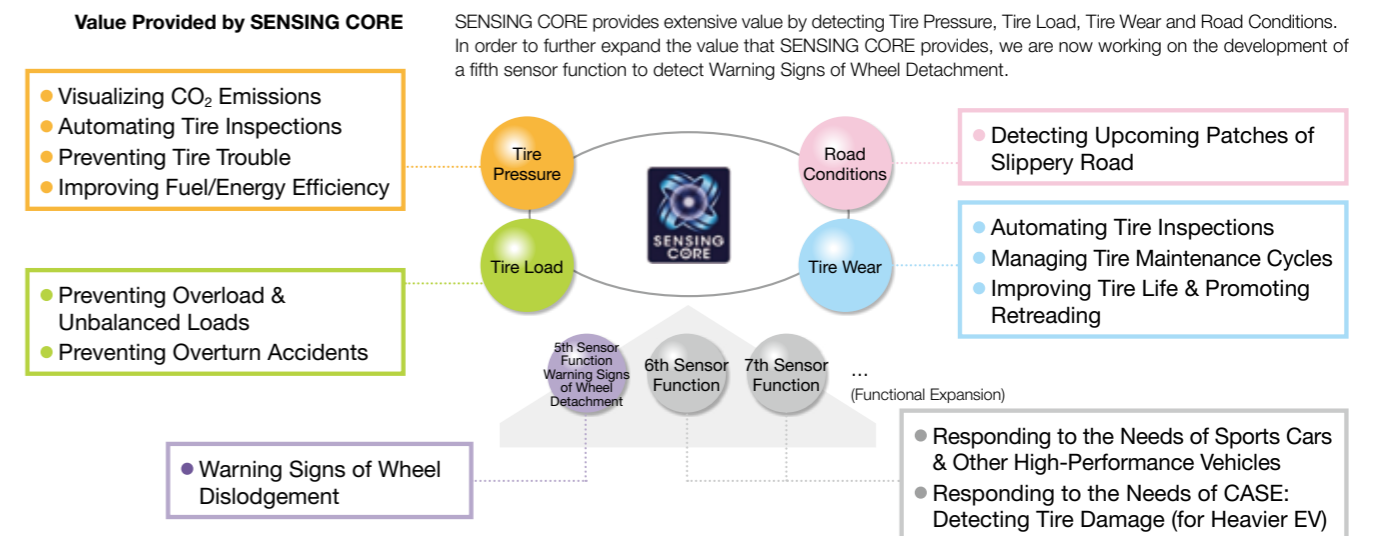 Value Provided by SENSING CORE
SENSING CORE provides extensive value by detecting Tire Pressure, Tire Load, Tire Wear and Road Conditions.
In order to further expand the value that SENSING CORE provides, we are now working on the development of
a fifth sensor function to detect Warning Signs of Wheel Detachment.
● Visualizing CO₂ Emissions
● Automating Tire Inspections
● Preventing Tire Trouble
● Improving Fuel/Energy Efficiency
Tire
Pressure
Road
Conditions
● Detecting Upcoming Patches of
Slippery Road
SENSING
CORE
Tire Load
Tire Wear
● Automating Tire Inspections
● Managing Tire Maintenance Cycles
● Improving Tire Life & Promoting
Retreading
● Preventing Overload &
Unbalanced Loads
● Preventing Overturn Accidents
5th Sensor
Function
Warning Signs
of Wheel
Detachment
6th Sensor
Function
7th Sensor
Function
...
(Functional Expansion)
● Warning Signs of Wheel
Dislodgement
● Responding to the Needs of Sports Cars
& Other High-Performance Vehicles
● Responding to the Needs of CASE:
Detecting Tire Damage (for Heavier EV)